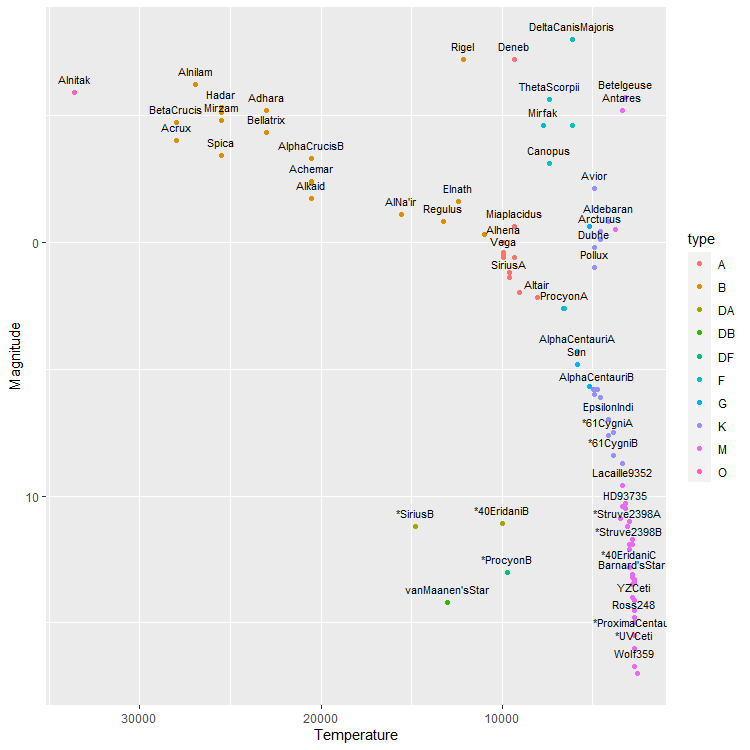 DeltaCanisMajoris
Rigel
Deneb
Alnilam
Alnitak
ThetaScorpii
Betelgeuse
Hadar
Adhara
Antares
BetaCrucis
Mirzam
Mirfak
Acrux
Bellatrix
Spica
AlphaCrucisB
Canopus
Achemar
Avior
Alkaid
Elnath
AlNa'ir
Regulus
Miaplacidus
Aldebaran
Arcturus
Alhena
Dubhe
Vega
Pollux
SiriusA
Altair
ProcyonA
AlphaCentauriA
Sun
AlphaCentauriB
EpsilonIndi
*61CygniA
*61CygniB
Lacaille9352
HD93735
*SiriusB
*40EridaniB
*Struve2398A
*Struve2398B
*ProcyonB
*40EridaniC
Barnard'sStar
vanMaanen'sStar
YZCeti
Ross248
*ProximaCentau
*UVCeti
Wolf359
0
10
Magnitude
30000
20000
10000
Temperature
type
A
B
DA
DB
DF
F
G
K
M
O